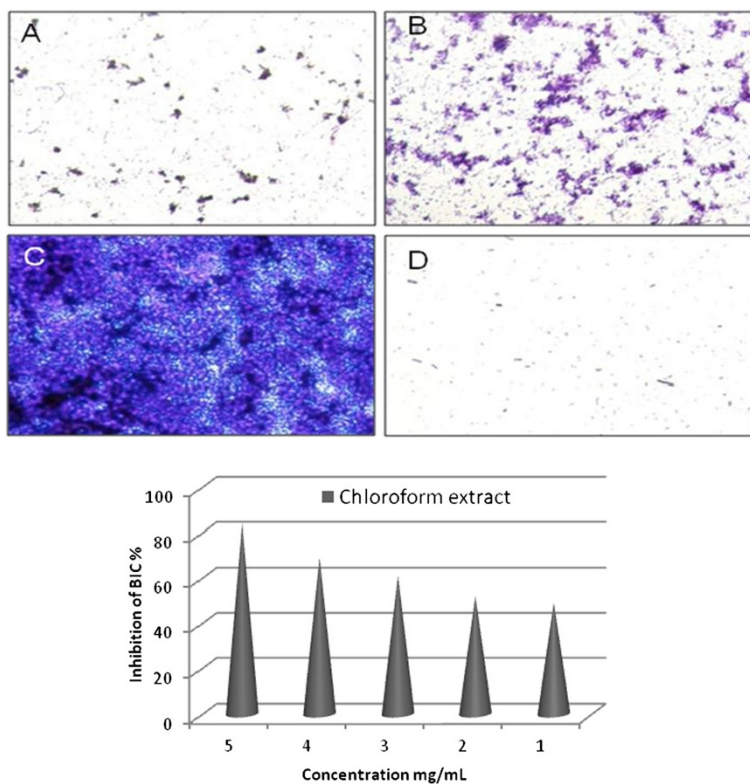 A
B
C
D
100
80
60
40
20
0
Inhibition of BIC %
■ Chloroform extract
5 4 3 2 1
Concentration mg/mL